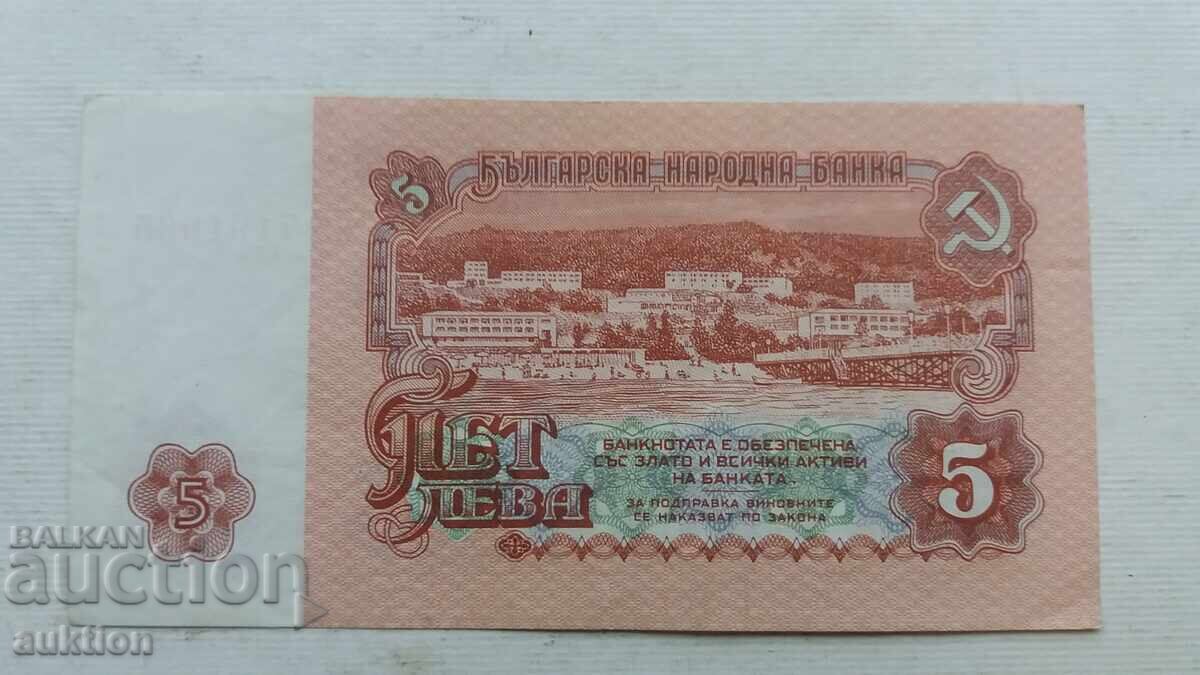 БЪЛГАРСКА НАРОДНА БАНКА
5
ПЕТ
ЛЕВА
БАНКНОТАТА Е ОБЕЗПЕЧЕНА
СЪС ЗЛАТО И ВСИЧКИ АКТИВИ
НА БАНКАТА.
ЗА ПОДПРАВКА ВИНОВНИТЕ
СЕ НАКАЗВАТ ПО ЗАКОНА
5
5
BALKAN
auction
auktion